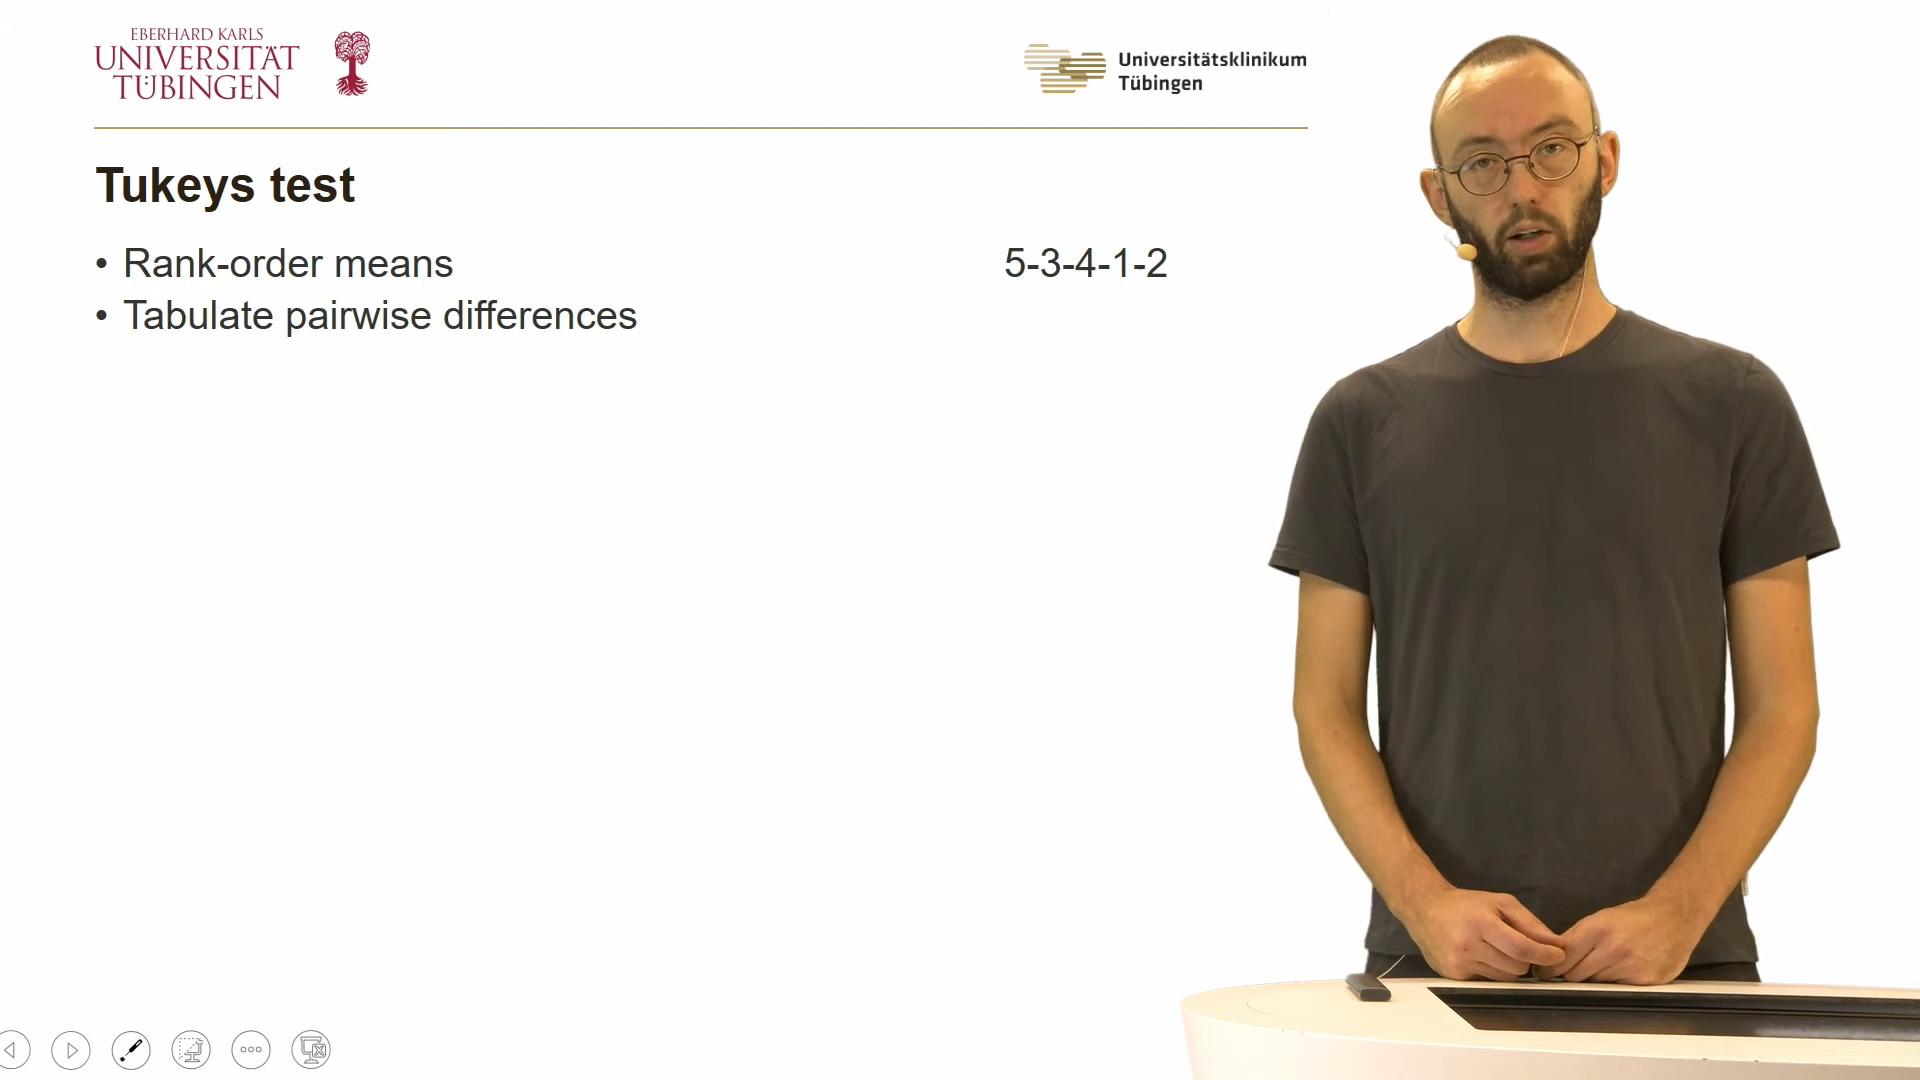 EBERHARD KARLS
UNIVERSITÄT
TÜBINGEN
Universitätsklinikum
Tübingen
Tukeys test
• Rank-order means 5-3-4-1-2
• Tabulate pairwise differences